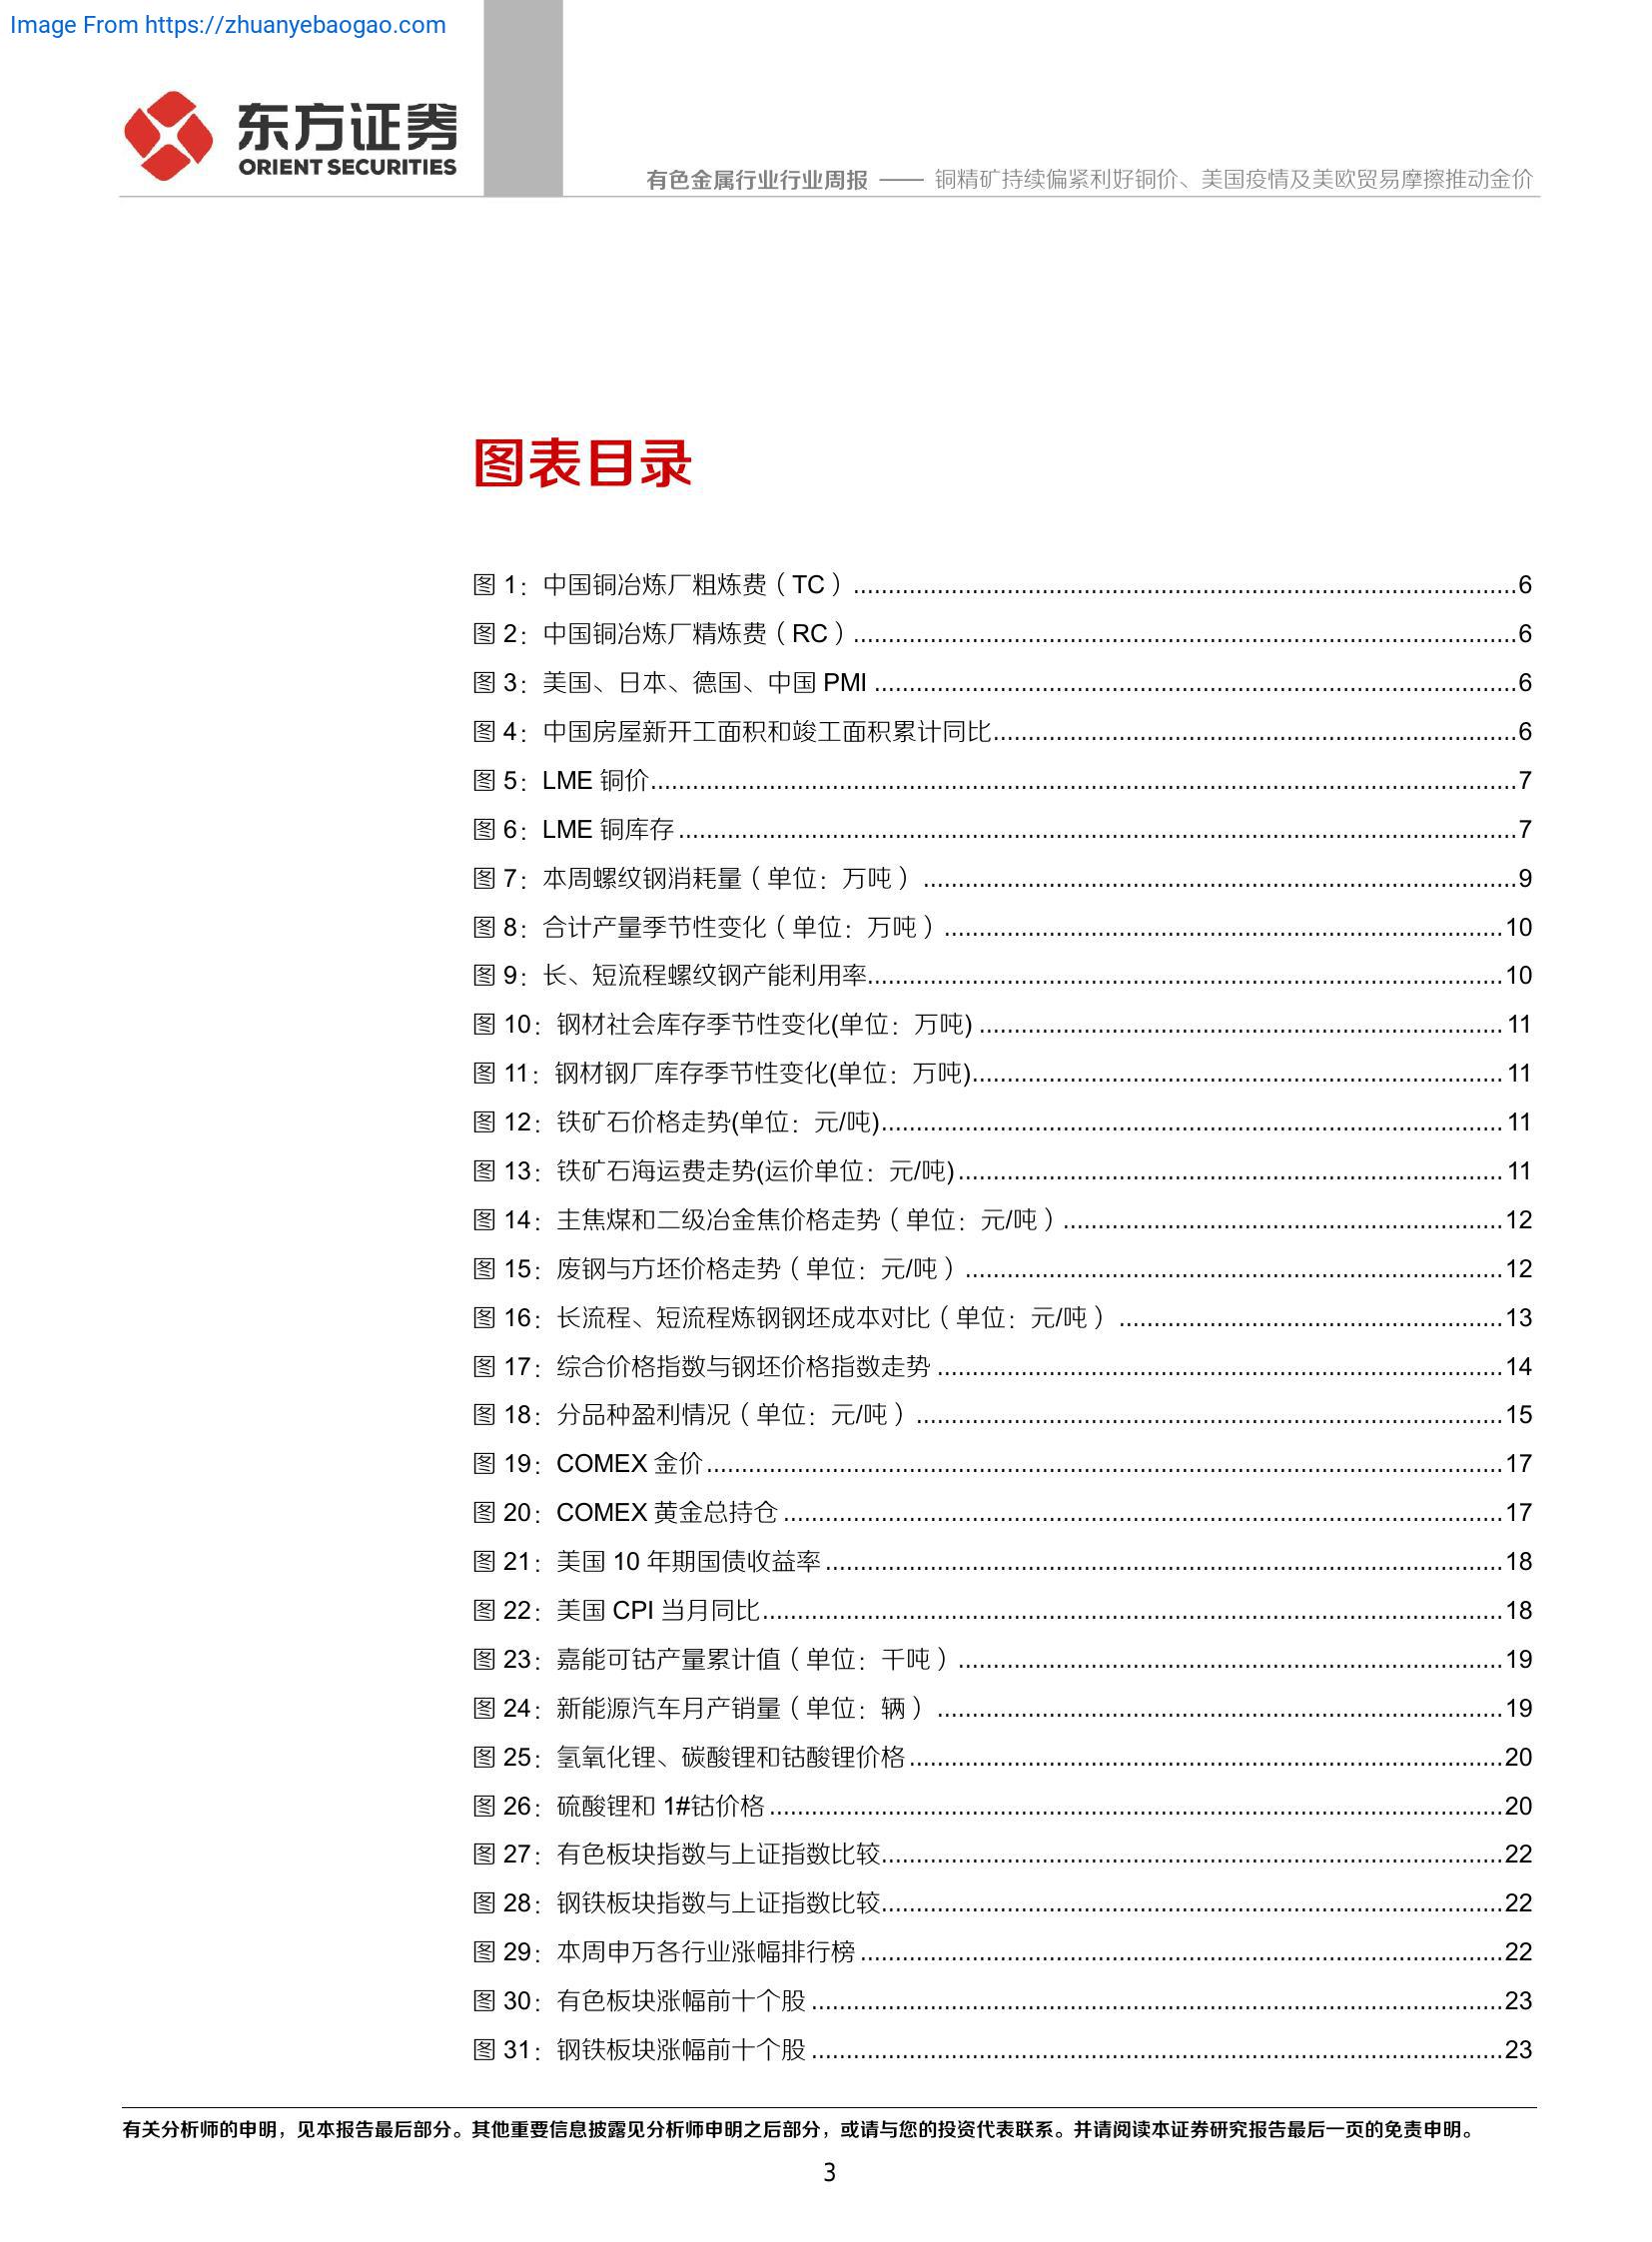 Image From https://zhuanyebaogao.com
东方证券
ORIENT SECURITIES
有色金属行业行业周报 —— 铜精矿持续偏紧利好铜价、美国疫情及美欧贸易摩擦推动金价
图表目录
图 1：中国铜冶炼厂粗炼费（TC）......6
图 2：中国铜冶炼厂精炼费（RC）......6
图 3：美国、日本、德国、中国 PMI ......6
图 4：中国房屋新开工面积和竣工面积累计同比......6
图 5：LME 铜价......7
图 6：LME 铜库存......7
图 7：本周螺纹钢消耗量（单位：万吨）......9
图 8：合计产量季节性变化（单位：万吨）......10
图 9：长、短流程螺纹钢产能利用率......10
图 10：钢材社会库存季节性变化(单位：万吨)......11
图 11：钢材钢厂库存季节性变化(单位：万吨)......11
图 12：铁矿石价格走势(单位：元/吨)......11
图 13：铁矿石海运费走势(运价单位：元/吨)......11
图 14：主焦煤和二级冶金焦价格走势（单位：元/吨）......12
图 15：废钢与方坯价格走势（单位：元/吨）......12
图 16：长流程、短流程炼钢钢坯成本对比（单位：元/吨）......13
图 17：综合价格指数与钢坯价格指数走势......14
图 18：分品种盈利情况（单位：元/吨）......15
图 19：COMEX 金价......17
图 20：COMEX 黄金总持仓......17
图 21：美国 10 年期国债收益率......18
图 22：美国 CPI 当月同比......18
图 23：嘉能可钴产量累计值（单位：千吨）......19
图 24：新能源汽车月产销量（单位：辆）......19
图 25：氢氧化锂、碳酸锂和钴酸锂价格......20
图 26：硫酸锂和 1#钴价格......20
图 27：有色板块指数与上证指数比较......22
图 28：钢铁板块指数与上证指数比较......22
图 29：本周申万各行业涨幅排行榜......22
图 30：有色板块涨幅前十个股......23
图 31：钢铁板块涨幅前十个股......23
有关分析师的申明，见本报告最后部分。其他重要信息披露见分析师申明之后部分，或请与您的投资代表联系。并请阅读本证券研究报告最后一页的免责申明。
3